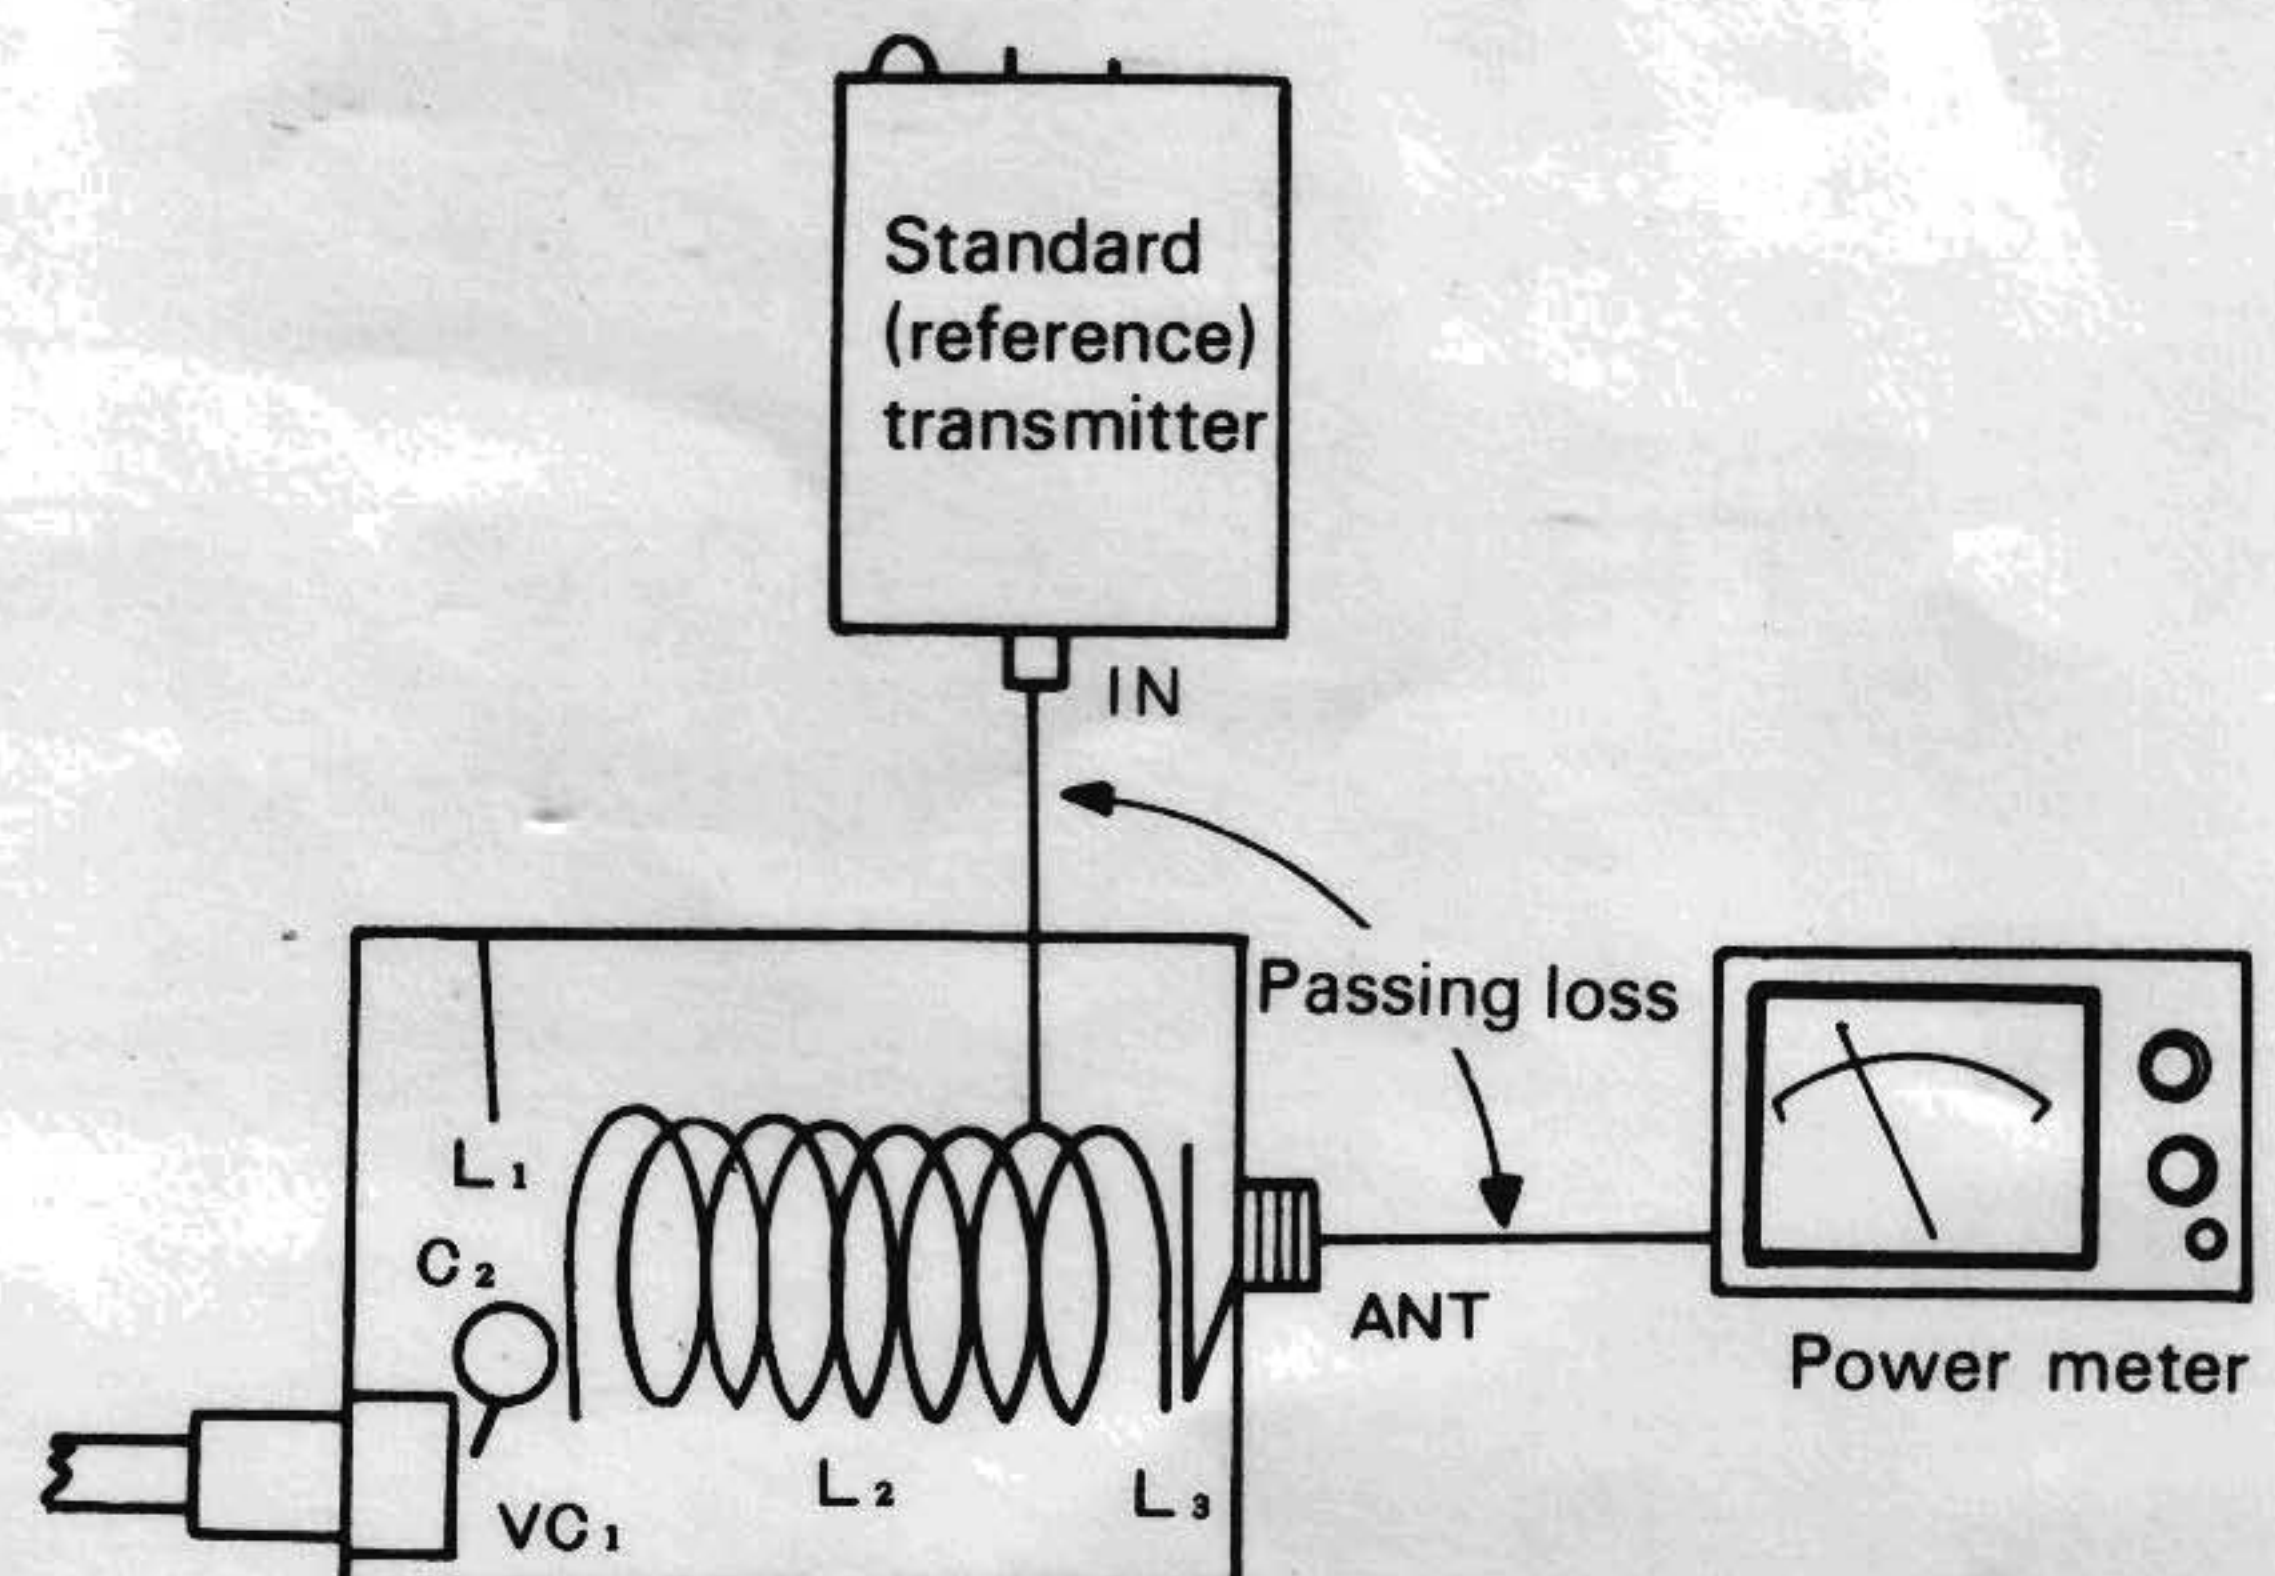 Standard
(reference)
transmitter
IN
Passing loss
L₁
C₂
ANT
Power meter
L₂
L₃
VC₁